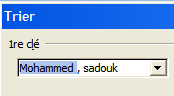 Trier
1re clé
Mohammed , sadouk